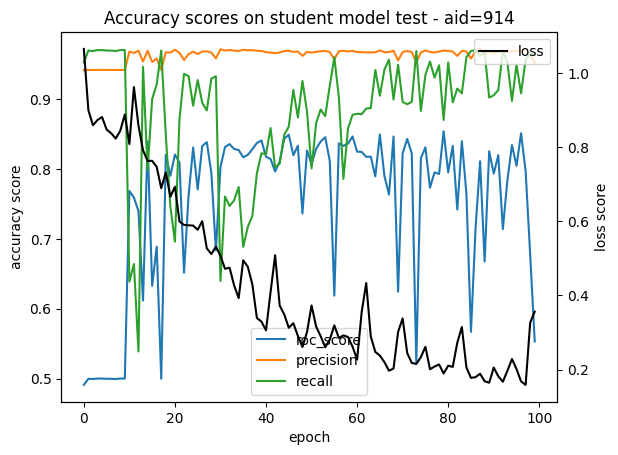 Accuracy scores on student model test - aid=914
loss
accuracy score
0.9
0.8
0.7
0.6
0.5
1.0
0.8
0.6
0.4
0.2
loss score
roc_score
precision
recall
0
20
40
60
80
100
epoch